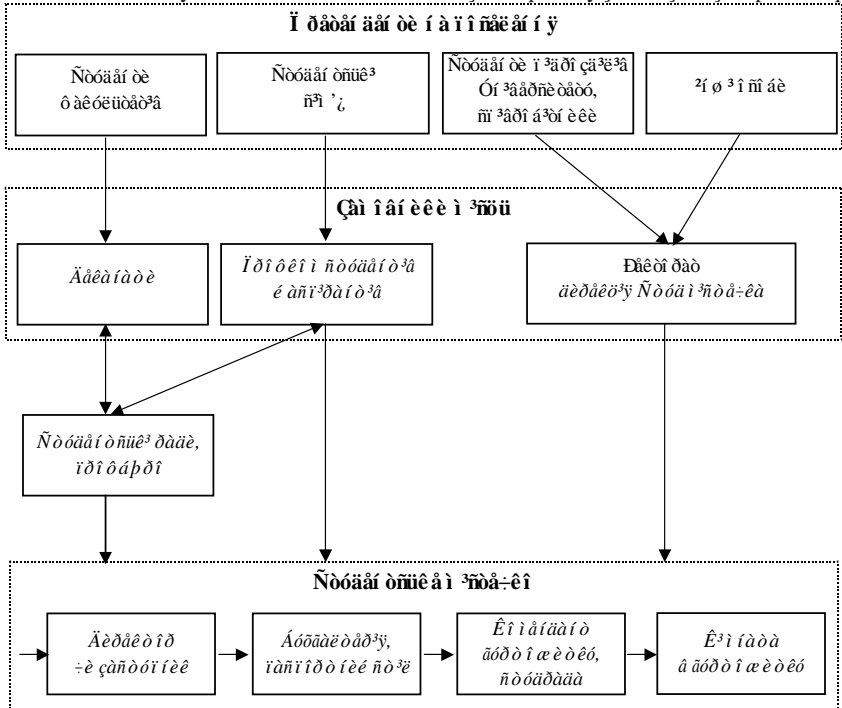 Ïðåòåíäåíòè íà ïîñåëåííÿ
Ñòóäåíòè
ôàêóëüòåò³â
Ñòóäåíòñüê³
ñ³ì’¿
Ñòóäåíòè ï³äðîçä³ë³â
Óí³âåðñèòåòó,
ñï³âðîá³òíèêè
²íø³ îñîáè
Çàìîâíèêè ì³ñöü
Äåêàíàòè
Ïðîôêîì ñòóäåíò³â
é àñï³ðàíò³â
Ðåêòîðàò
äèðåêö³ÿ Ñòóäì³ñòå÷êà
Ñòóäåíòñüê³ ðàäè,
ïðîôáþðî
Ñòóäåíòñüêå ì³ñòå÷êî
Äèðåêòîð
÷è çàñòóïíèê
Áóõãàëòåð³ÿ,
ïàñïîðòíèé ñò³ë
Êîìåíäàíò
ãóðòîæèòêó,
ñòóäðàäà
Ê³ìíàòà
â ãóðòîæèòêó